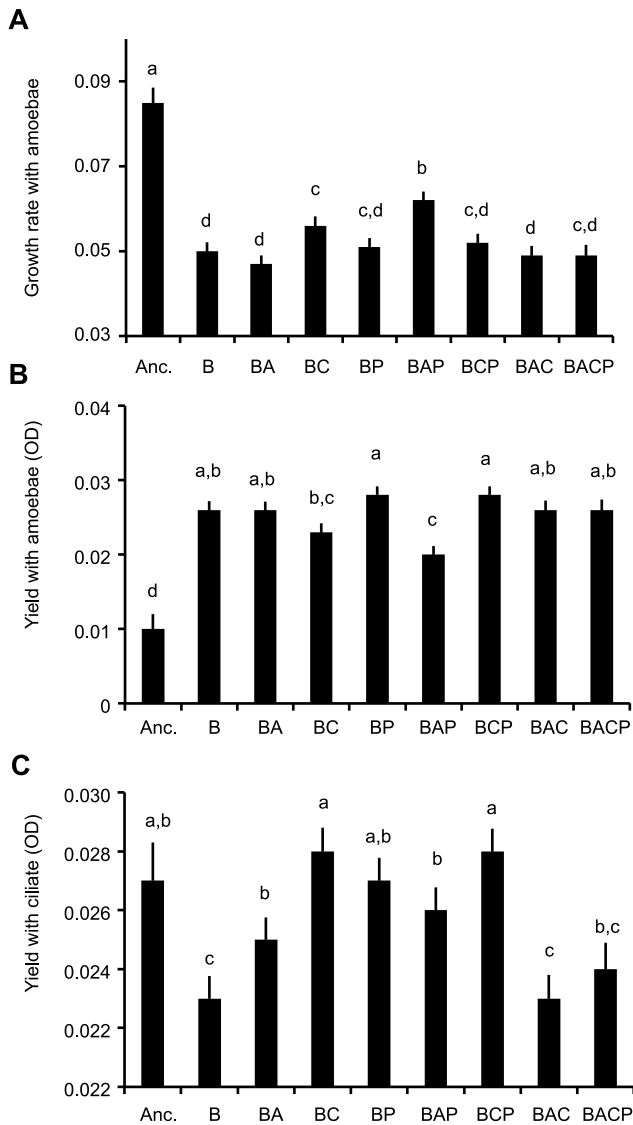 A
Growth rate with amoebae
0.09
0.07
0.05
0.03
a
d
d
c
c,d
b
c,d
d
c,d
Anc. B BA BC BP BAP BCP BAC BACP
B
Yield with amoebae (OD)
0.04
0.03
0.02
0.01
0
d
a,b
a,b
b,c
a
c
a
a,b
a,b
Anc. B BA BC BP BAP BCP BAC BACP
C
Yield with ciliate (OD)
0.030
0.028
0.026
0.024
0.022
0.022
a,b
c
b
a
a,b
b
a
c
b,c
Anc. B BA BC BP BAP BCP BAC BACP